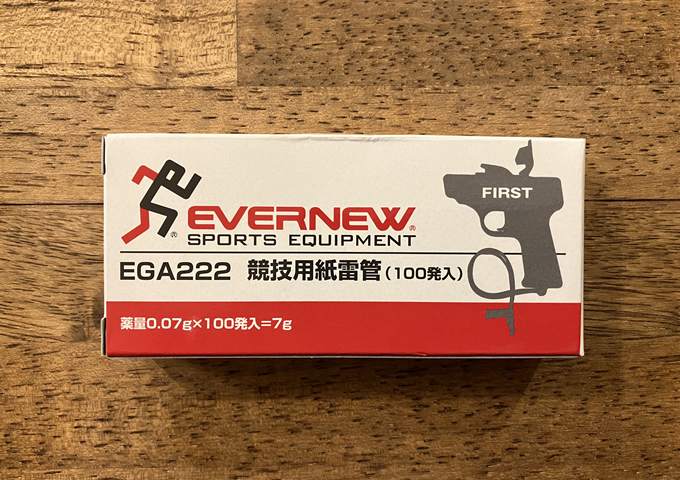 FIRST
EVERNEW®
SPORTS EQUIPMENT
EGA222 競技用紙雷管(100発入)
薬量0.07g×100発入=7g